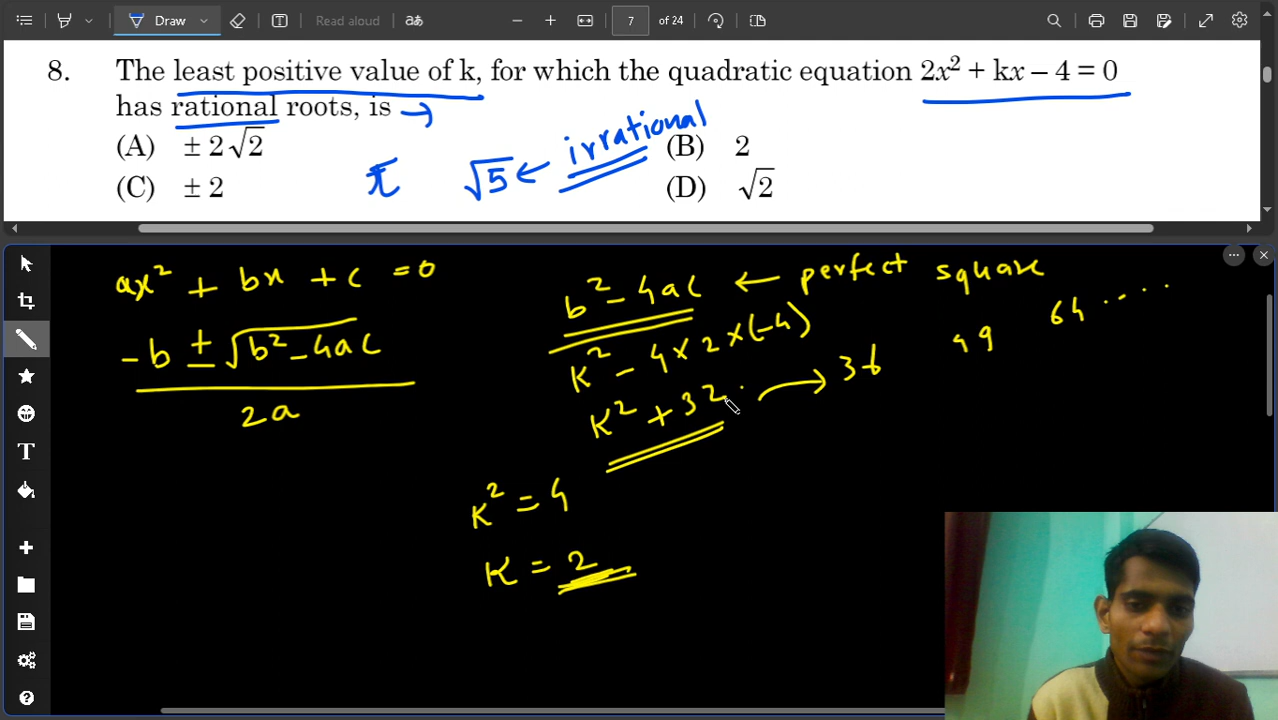 Draw
Read aloud
aあ
7 of 24
8. The least positive value of k, for which the quadratic equation 2x² + kx – 4 = 0
has rational roots, is →
irrational
(A) ± 2√2 (B) 2
π √5 ←
(C) ± 2 (D) √2
ax² + bx + c = 0
b² – 4ac ← perfect square
-b ± √b² – 4ac
2a
K² – 4 × 2 × (-4)
K² + 32 → 36 49 64 ....
K² = 4
K = 2
T